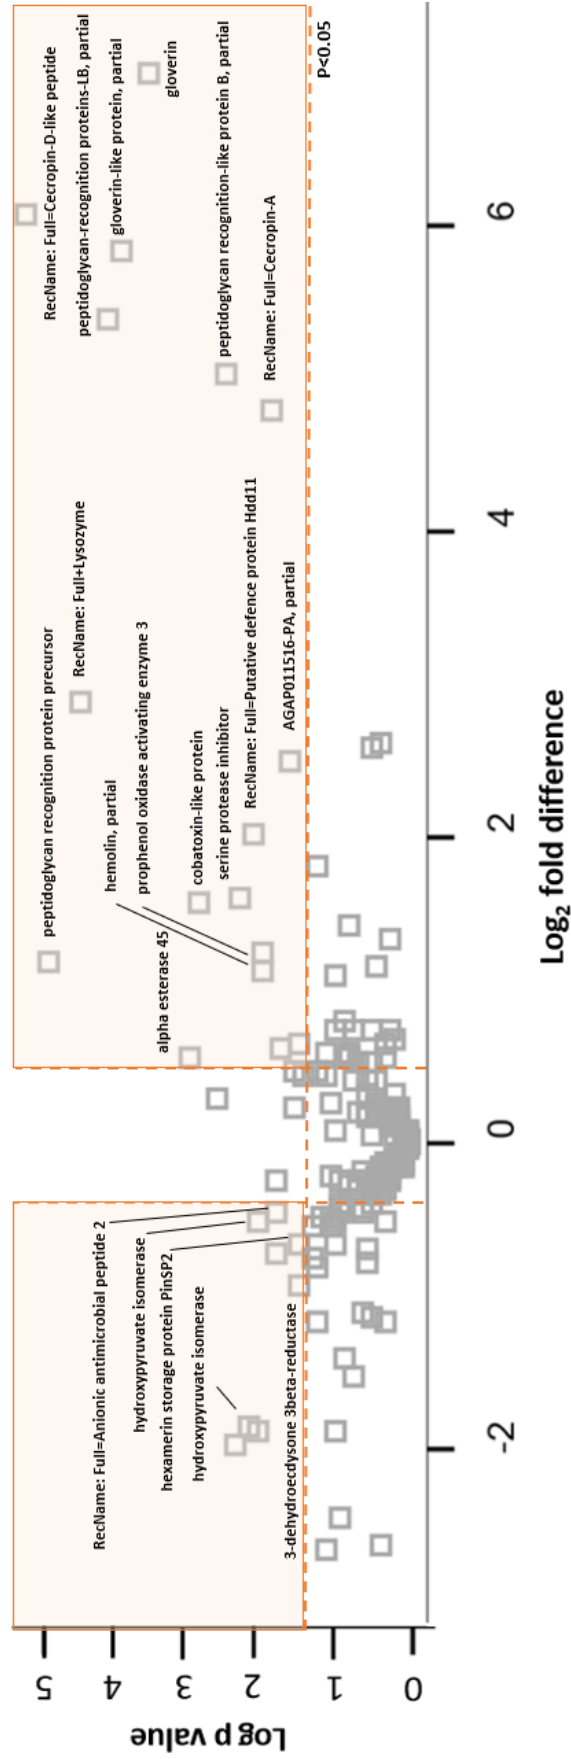 RecName: Full=Cecropin-D-like peptide
peptidoglycan-recognition proteins-LB, partial
gloverin-like protein, partial
gloverin
peptidoglycan recognition-like protein B, partial
RecName: Full=Cecropin-A
P<0.05
peptidoglycan recognition protein precursor
RecName: Full+Lysozyme
hemolin, partial
prophenol oxidase activating enzyme 3
alpha esterase 45
cobatoxin-like protein
serine protease inhibitor
RecName: Full=Putative defence protein Hdd11
AGAP011516-PA, partial
RecName: Full=Anionic antimicrobial peptide 2
hydroxypyruvate isomerase
hexamerin storage protein PinSP2
hydroxypyruvate isomerase
3-dehydroecdysone 3beta-reductase
Log p value
5
4
3
2
1
0
-2
0
2
4
6
Log2 fold difference